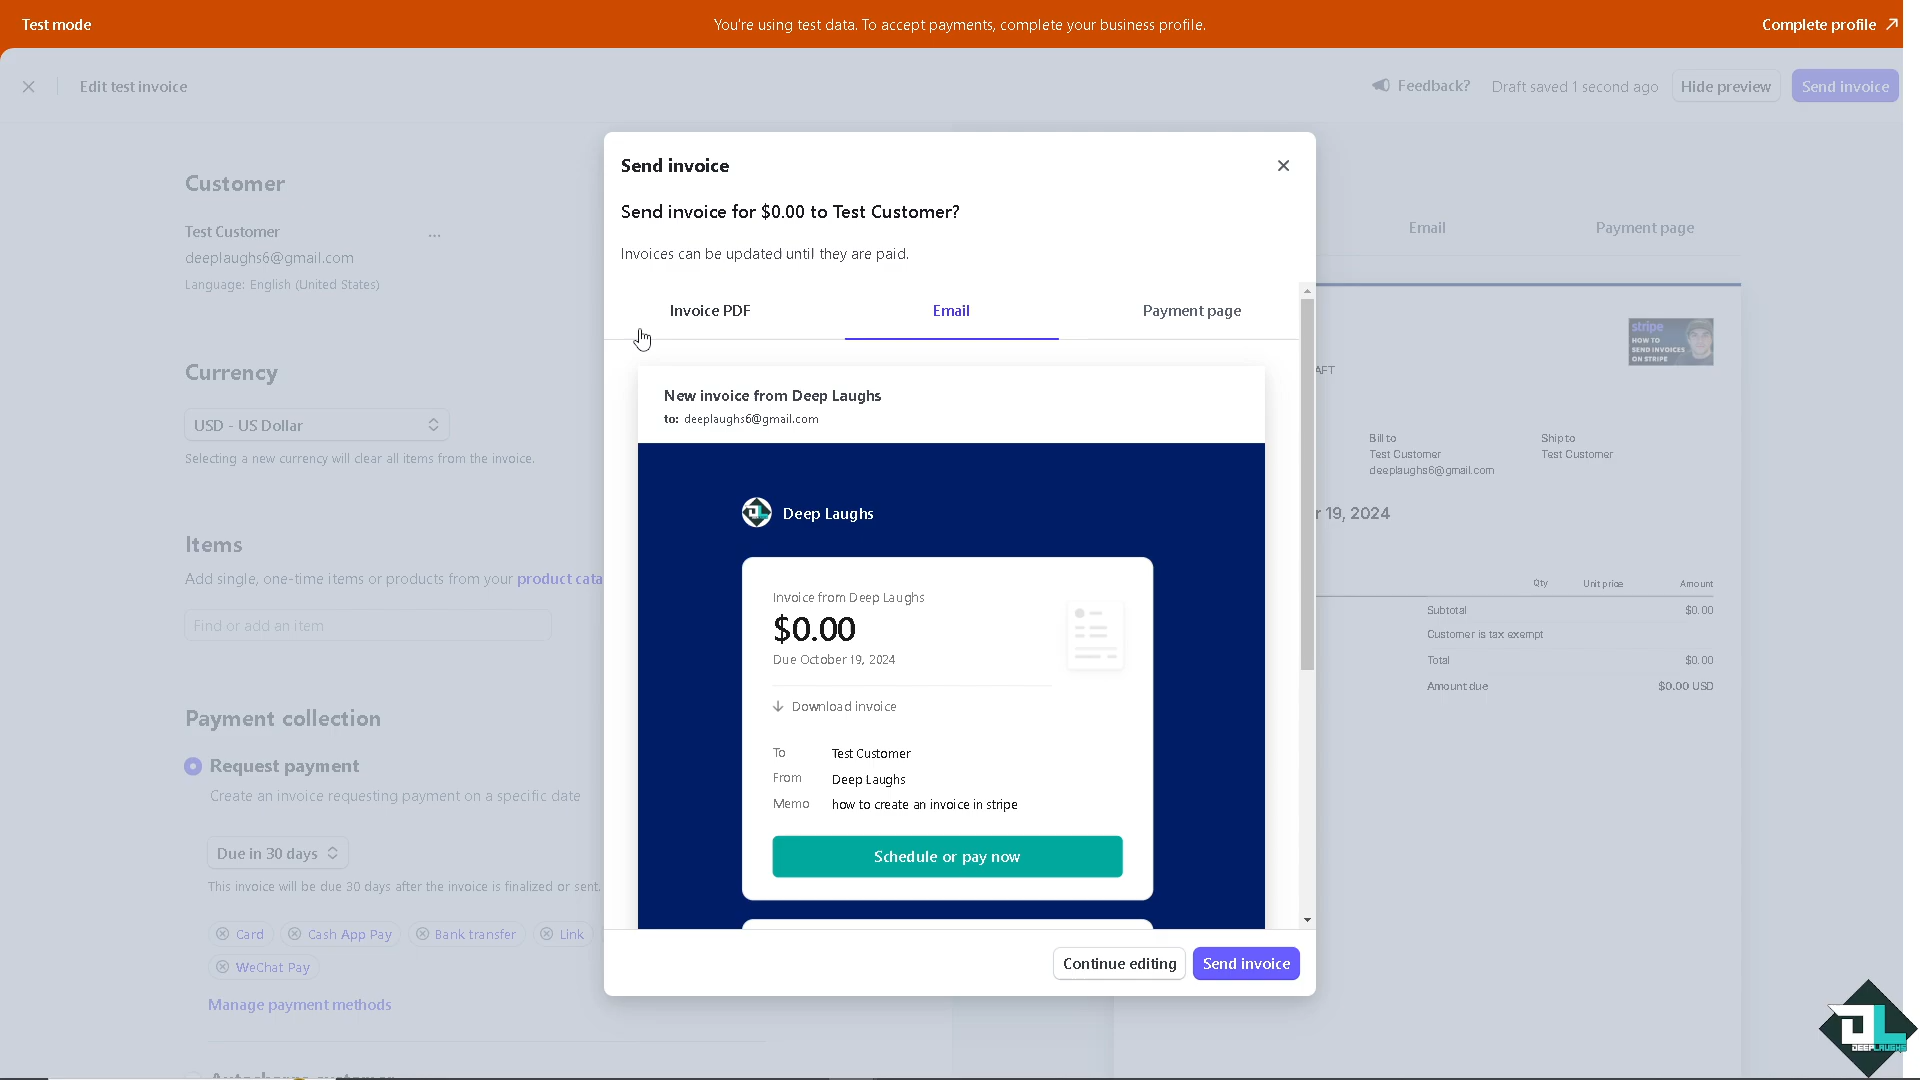 Test mode
You're using test data. To accept payments, complete your business profile.
Complete profile
Edit test invoice
Feedback?
Draft saved 1 second ago
Hide preview
Send invoice
Customer
Test Customer
...
deeplaughs6@gmail.com
Language: English (United States)
Currency
USD - US Dollar
Selecting a new currency will clear all items from the invoice.
Items
Add single, one-time items or products from your product cata
Find or add an item
Payment collection
Request payment
Create an invoice requesting payment on a specific date
Due in 30 days
This invoice will be due 30 days after the invoice is finalized or sent.
Card
Cash App Pay
Bank transfer
Link
WeChat Pay
Manage payment methods
Send invoice
Send invoice for $0.00 to Test Customer?
Invoices can be updated until they are paid.
Invoice PDF
Email
Payment page
New invoice from Deep Laughs
to: deeplaughs6@gmail.com
Deep Laughs
Invoice from Deep Laughs
$0.00
Due October 19, 2024
Download invoice
To
Test Customer
From
Deep Laughs
Memo
how to create an invoice in stripe
Schedule or pay now
Continue editing
Send invoice
Email
Payment page
stripe
HOW TO
SEND INVOICES
ON STRIPE
AFT
Bill to
Test Customer
deeplaughs6@gmail.com
Ship to
Test Customer
r 19, 2024
Qty
Unit price
Amount
Subtotal
$0.00
Customer is tax exempt
Total
$0.00
Amount due
$0.00 USD
DEEPLAUGHS